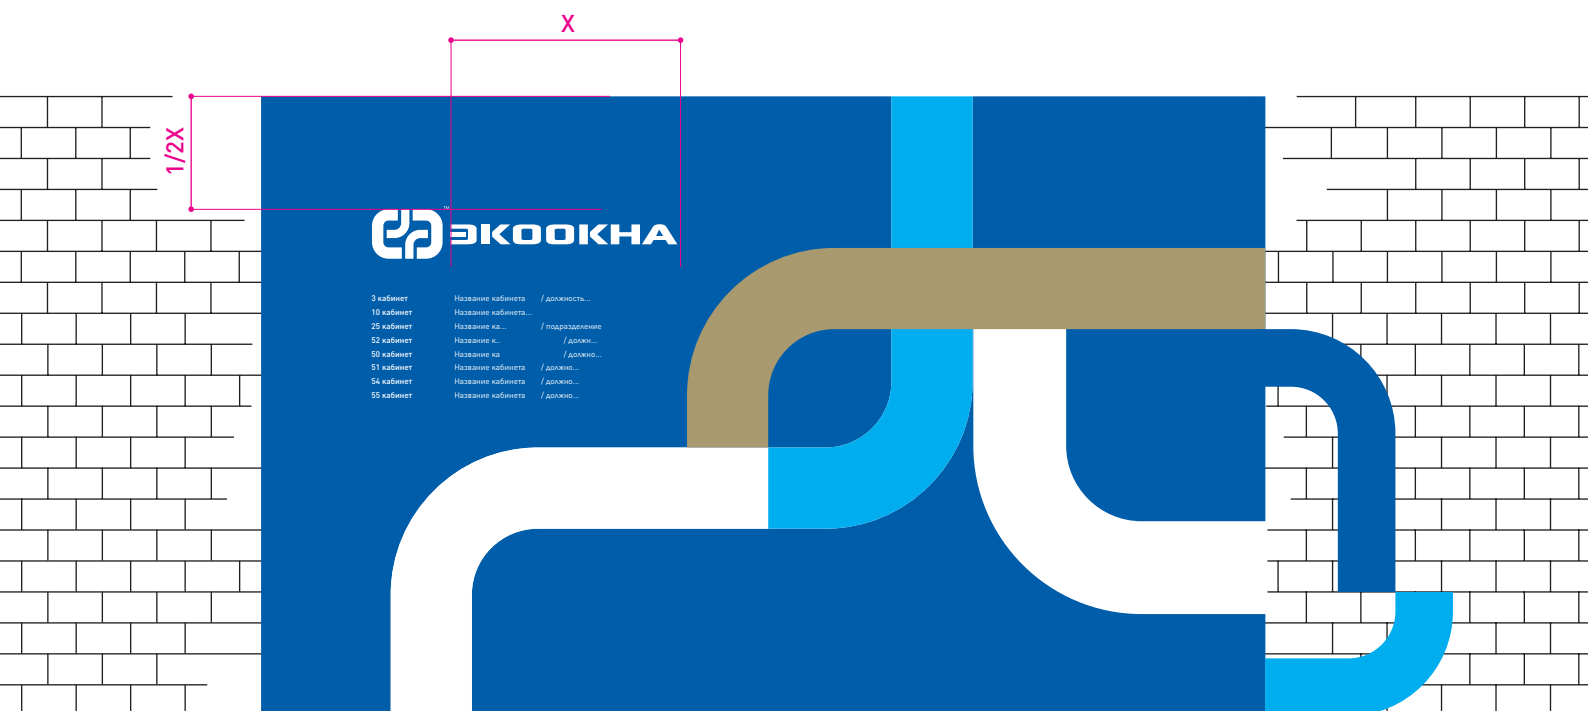 X
1/2X
ЭКООКНА™
3 кабинет Название кабинета / должность...
10 кабинет Название кабинета...
25 кабинет Название ка... / подразделение
52 кабинет Название к.. / должн...
50 кабинет Название ка / должно...
51 кабинет Название кабинета / должно...
54 кабинет Название кабинета / должно...
55 кабинет Название кабинета / должно...